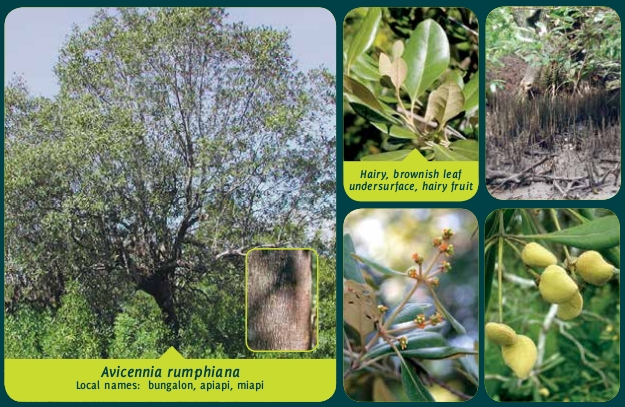 Avicennia rumphiana
Local names: bungalon, apiapi, miapi
Hairy, brownish leaf
undersurface, hairy fruit